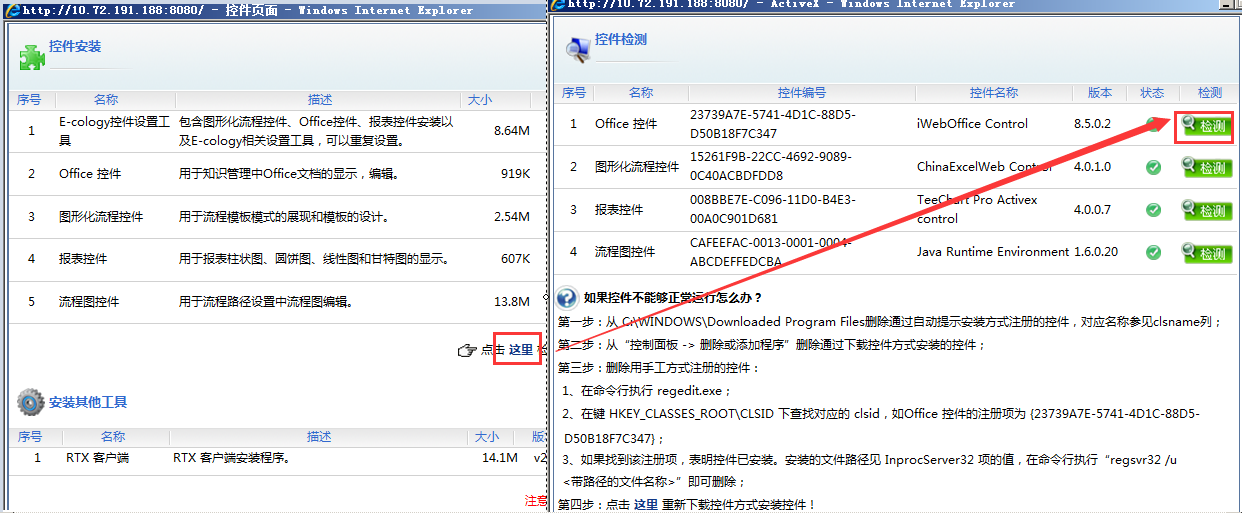 http://10.72.191.188:8080/ - 控件页面 - Windows Internet Explorer
控件安装
序号 名称 描述 大小
1 E-cology控件设置工具 包含图形化流程控件、Office控件、报表控件安装以及E-cology相关设置工具，可以重复设置。 8.64M
2 Office 控件 用于知识管理中Office文档的显示，编辑。 919K
3 图形化流程控件 用于流程模板模式的展现和模板的设计。 2.54M
4 报表控件 用于报表柱状图、圆饼图、线性图和甘特图的显示。 607K
5 流程图控件 用于流程路径设置中流程图编辑。 13.8M
点击 这里 检
安装其他工具
序号 名称 描述 大小 版本
1 RTX 客户端 RTX 客户端安装程序。 14.1M v2
注意
http://10.72.191.188:8080/ - ActiveX - Windows Internet Explorer
控件检测
序号 名称 控件编号 控件名称 版本 状态 检测
1 Office 控件 23739A7E-5741-4D1C-88D5-D50B18F7C347 iWebOffice Control 8.5.0.2 检测
2 图形化流程控件 15261F9B-22CC-4692-9089-0C40ACBDFDD8 ChinaExcelWeb Control 4.0.1.0 检测
3 报表控件 008BBE7E-C096-11D0-B4E3-00A0C901D681 TeeChart Pro Activex control 4.0.0.7 检测
4 流程图控件 CAFEEFAC-0013-0001-0004-ABCDEFFEDCBA Java Runtime Environment 1.6.0.20 检测
如果控件不能够正常运行怎么办？
第一步：从 C:\WINDOWS\Downloaded Program Files删除通过自动提示安装方式注册的控件，对应名称参见clsname列；
第二步：从“控制面板 -> 删除或添加程序”删除通过下载控件方式安装的控件；
第三步：删除用手工方式注册的控件：
1、在命令行执行 regedit.exe；
2、在键 HKEY_CLASSES_ROOT\CLSID 下查找对应的 clsid，如Office 控件的注册项为 {23739A7E-5741-4D1C-88D5-
D50B18F7C347}；
3、如果找到该注册项，表明控件已安装。安装的文件路径见 InprocServer32 项的值，在命令行执行“regsvr32 /u
<带路径的文件名称>”即可删除；
第四步：点击 这里 重新下载控件方式安装控件！